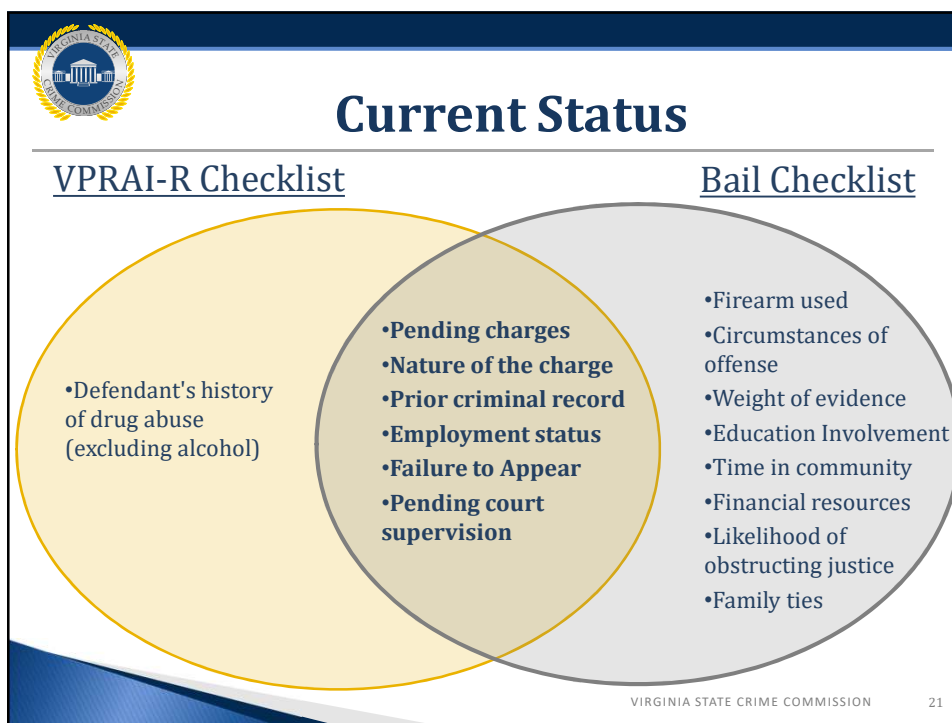 VIRGINIA STATE
CRIME COMMISSION
Current Status
VPRAI-R Checklist
Bail Checklist
•Defendant's history
of drug abuse
(excluding alcohol)
•Pending charges
•Nature of the charge
•Prior criminal record
•Employment status
•Failure to Appear
•Pending court
supervision
•Firearm used
•Circumstances of
offense
•Weight of evidence
•Education Involvement
•Time in community
•Financial resources
•Likelihood of
obstructing justice
•Family ties
VIRGINIA STATE CRIME COMMISSION 21